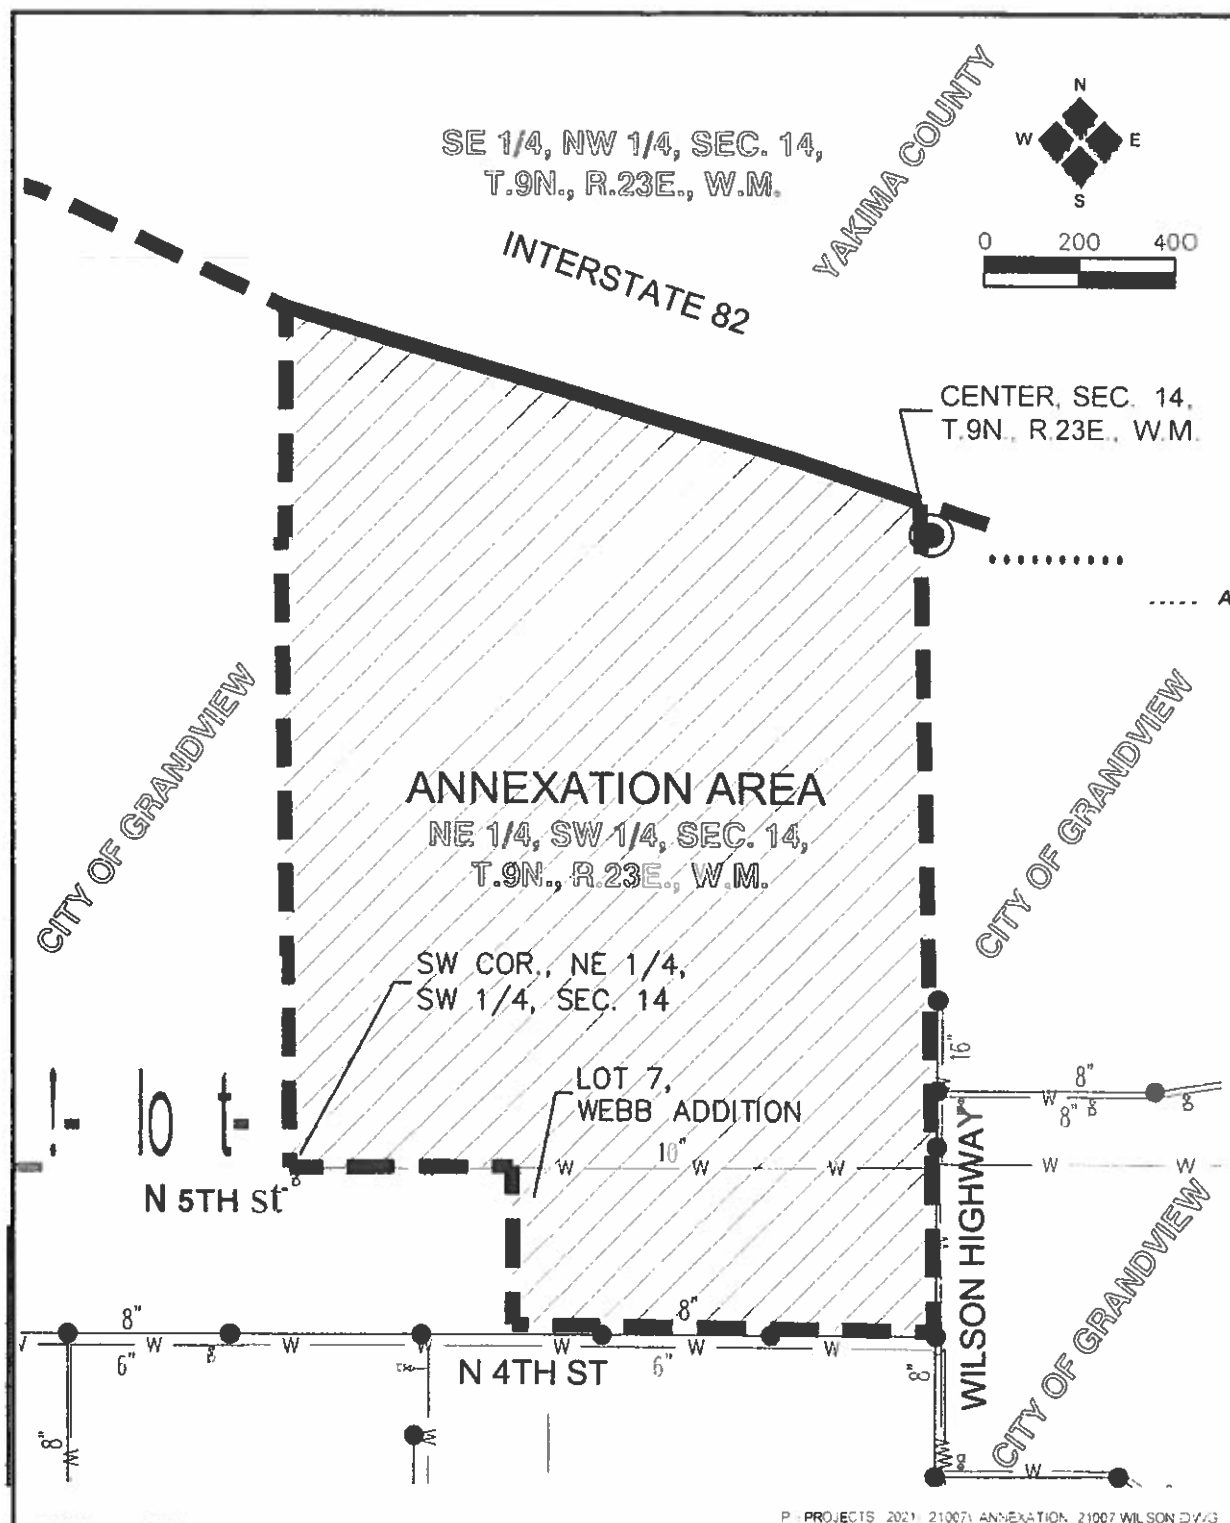 N
W E
S
SE 1/4, NW 1/4, SEC. 14,
T.9N., R.23E., W.M.
YAKIMA COUNTY
0 200 400
INTERSTATE 82
CENTER, SEC. 14,
T.9N., R.23E., W.M.
A
CITY OF GRANDVIEW
CITY OF GRANDVIEW
ANNEXATION AREA
NE 1/4, SW 1/4, SEC. 14,
T.9N., R.23E., W.M.
SW COR., NE 1/4,
SW 1/4, SEC. 14
LOT 7,
WEBB ADDITION
16"
8"
W 8" W
8"
10"
W W W W W
N 5TH St
WILSON HIGHWAY
CITY OF GRANDVIEW
8" 8"
W W W W W W
6" 6"
N 4TH ST
8"
8"
W
W
W
P:\PROJECTS\2021\21007\ANNEXATION\21007 WILSON.DWG